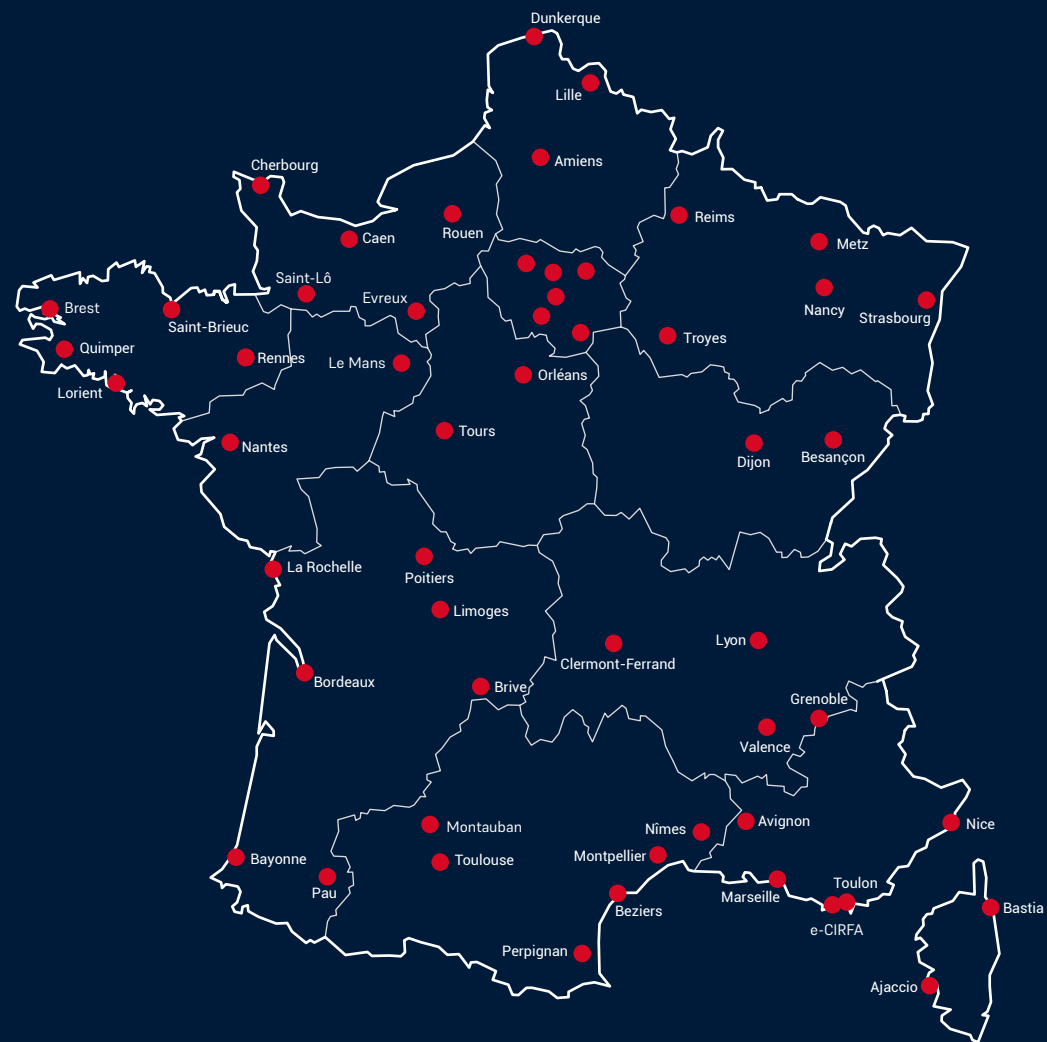 Dunkerque
Lille
Amiens
Cherbourg
Rouen
Reims
Caen
Metz
Saint-Lô
Evreux
Brest
Saint-Brieuc
Nancy
Strasbourg
Quimper
Rennes
Le Mans
Troyes
Lorient
Orléans
Tours
Nantes
Dijon
Besançon
La Rochelle
Poitiers
Limoges
Lyon
Clermont-Ferrand
Bordeaux
Brive
Grenoble
Valence
Montauban
Nîmes
Avignon
Nice
Bayonne
Toulouse
Montpellier
Pau
Toulon
Marseille
Beziers
Bastia
e-CIRFA
Perpignan
Ajaccio